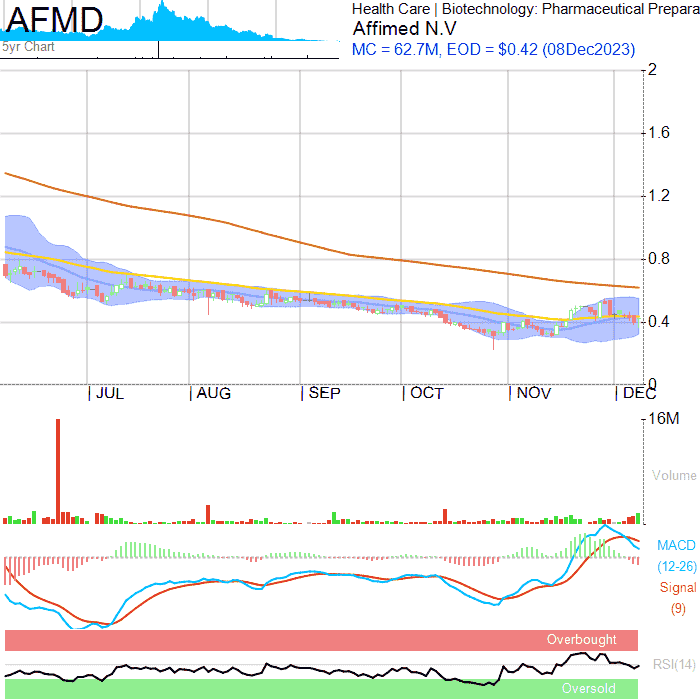 AFMD
5yr Chart
Health Care | Biotechnology: Pharmaceutical Prepara
Affimed N.V
MC = 62.7M, EOD = $0.42 (08Dec2023)
2
1.6
1.2
0.8
0.4
0
JUL AUG SEP OCT NOV DEC
16M
Volume
MACD
(12-26)
Signal
(9)
Overbought
RSI(14)
Oversold